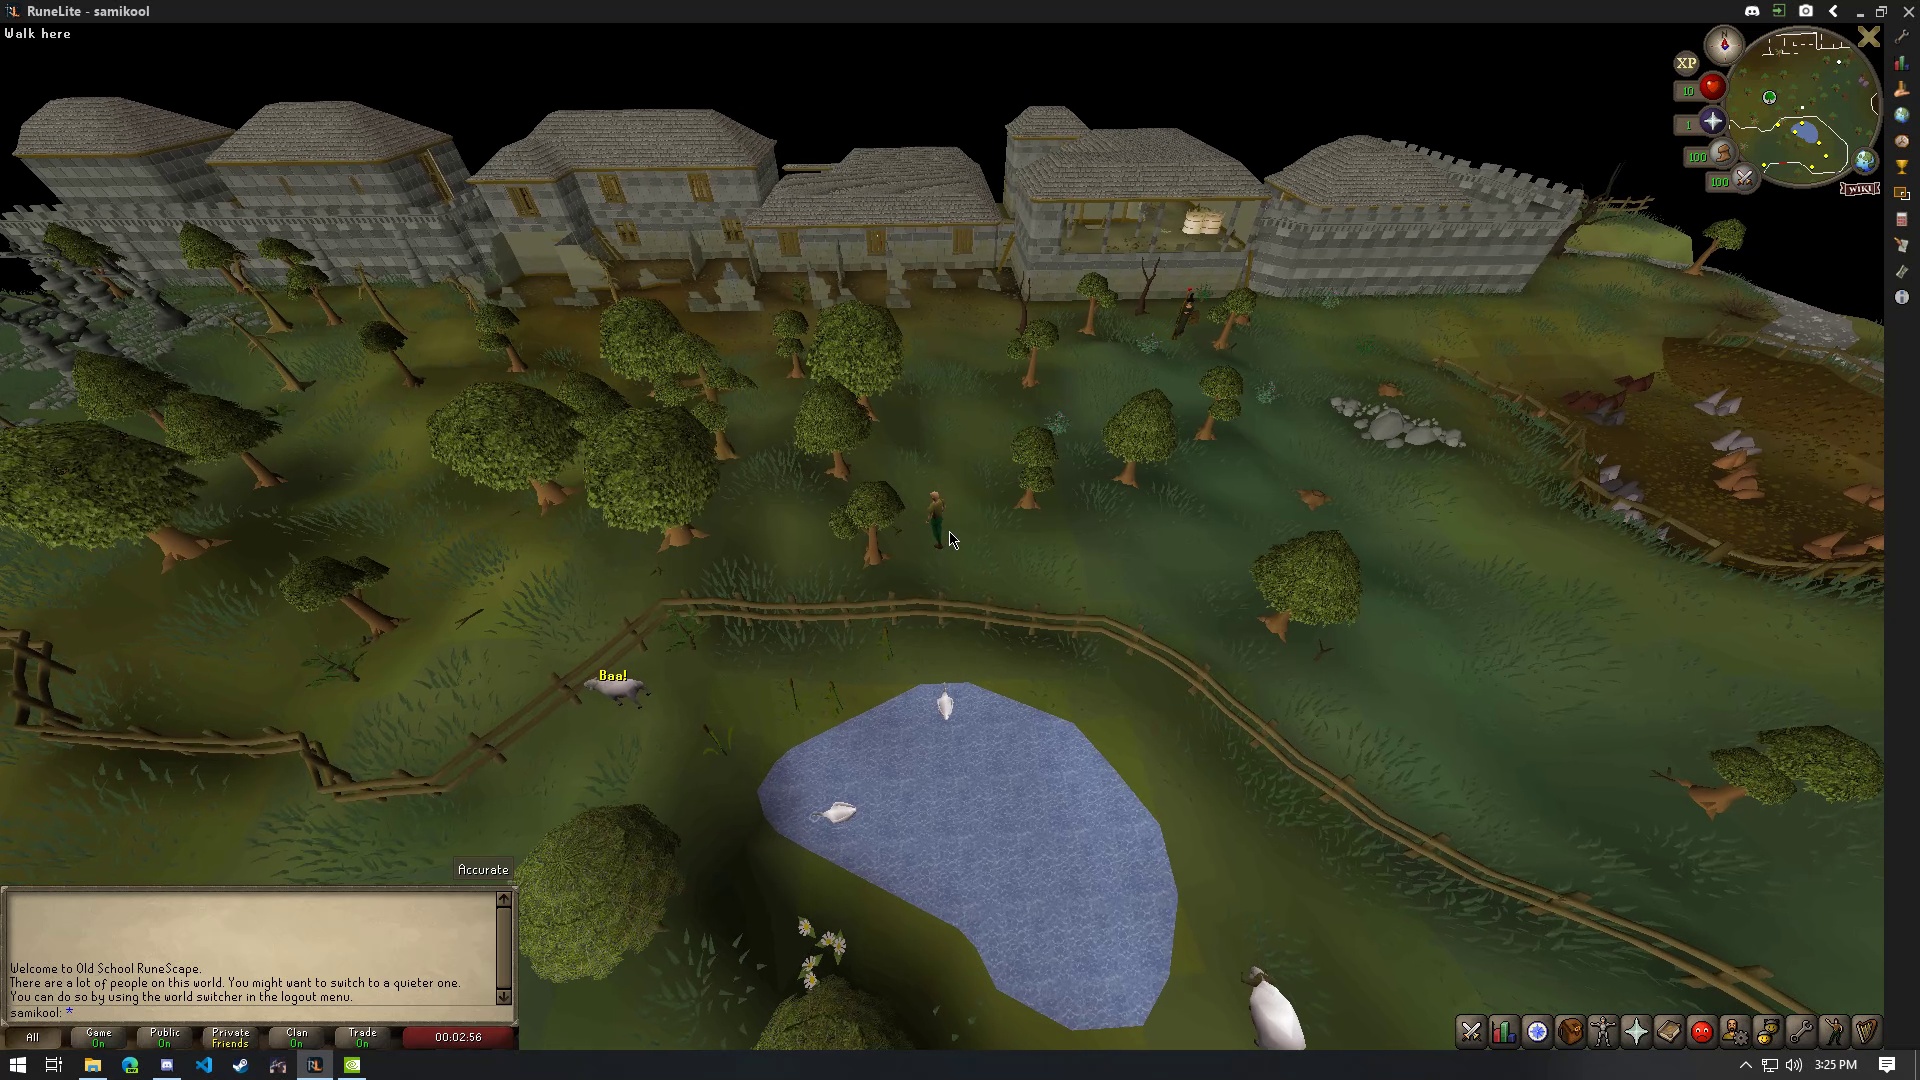 RuneLite - samikool
Walk here
N
XP
10
1
100
100
WIKI
Baa!
Accurate
Welcome to Old School RuneScape.
There are a lot of people on this world. You might want to switch to a quieter one.
You can do so by using the world switcher in the logout menu.
samikool: *
All
Game
On
Public
On
Private
Friends
Clan
On
Trade
On
00:02:56
3:25 PM